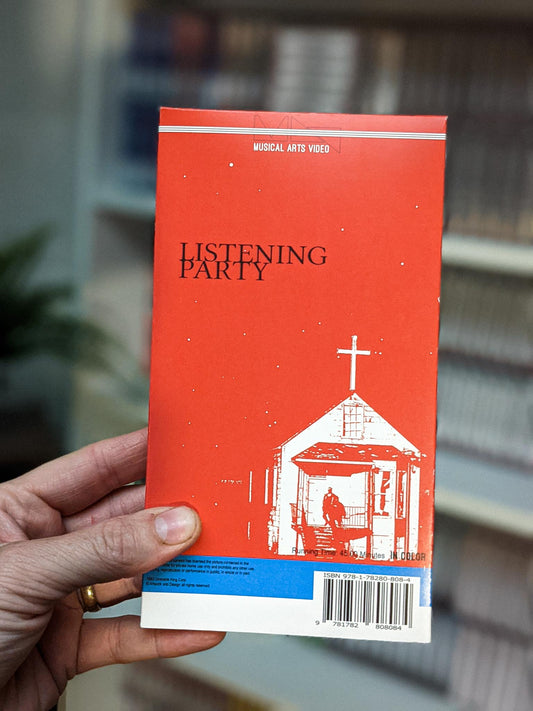 MUSICAL ARTS VIDEO
LISTENING
PARTY
Running Time: 45:00 Minutes IN COLOR
ISBN 978-1-78280-808-4
9 781782 808084